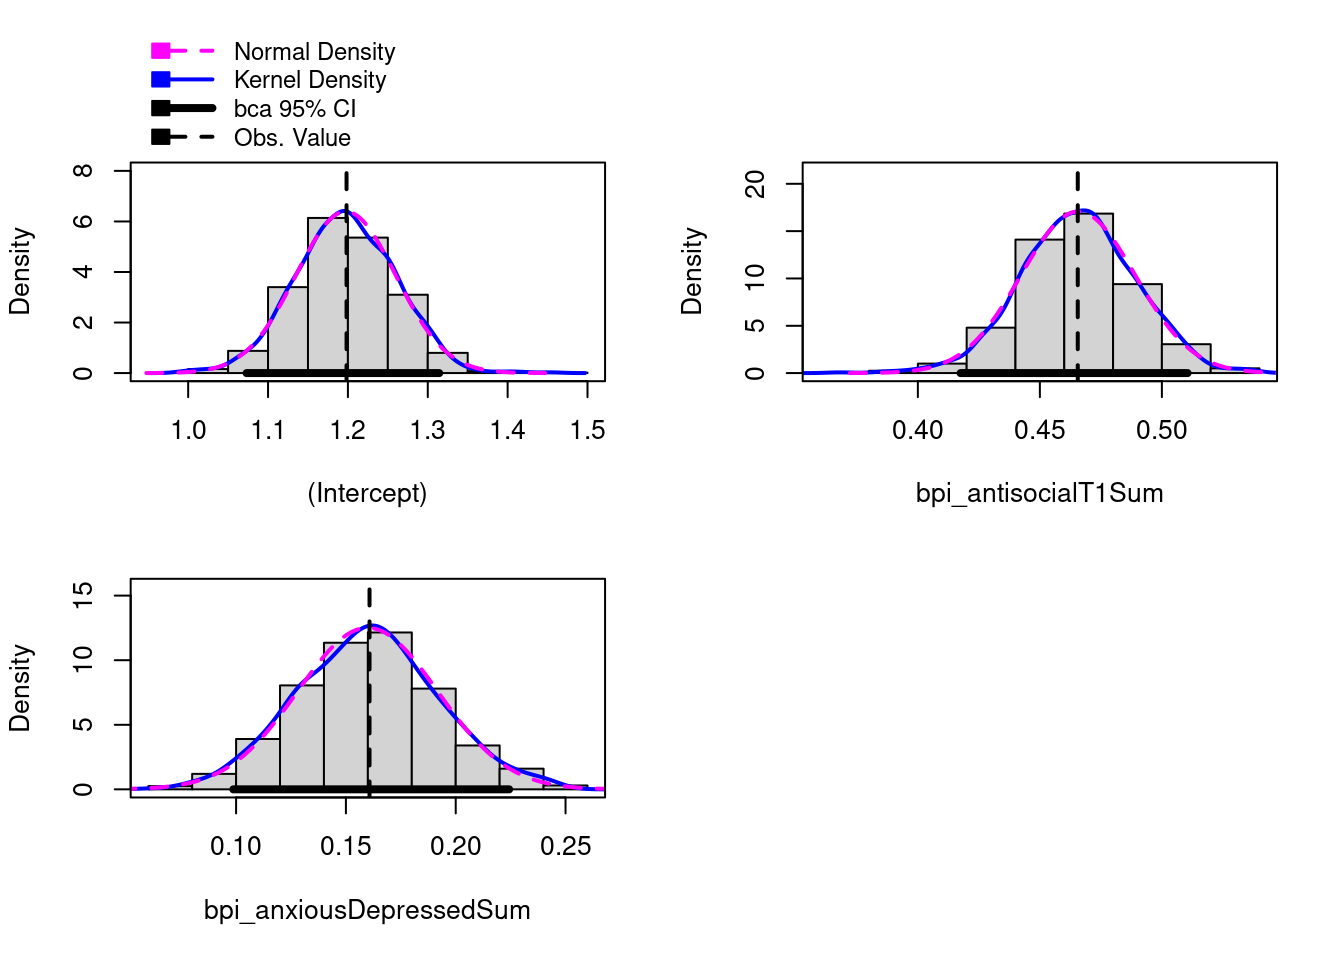 Normal Density
Kernel Density
bca 95% CI
Obs. Value
Density
0 2 4 6 8
1.0 1.1 1.2 1.3 1.4 1.5
(Intercept)
Density
0 5 10 20
0.40 0.45 0.50
bpi_antisocialT1Sum
Density
0 5 10 15
0.10 0.15 0.20 0.25
bpi_anxiousDepressedSum